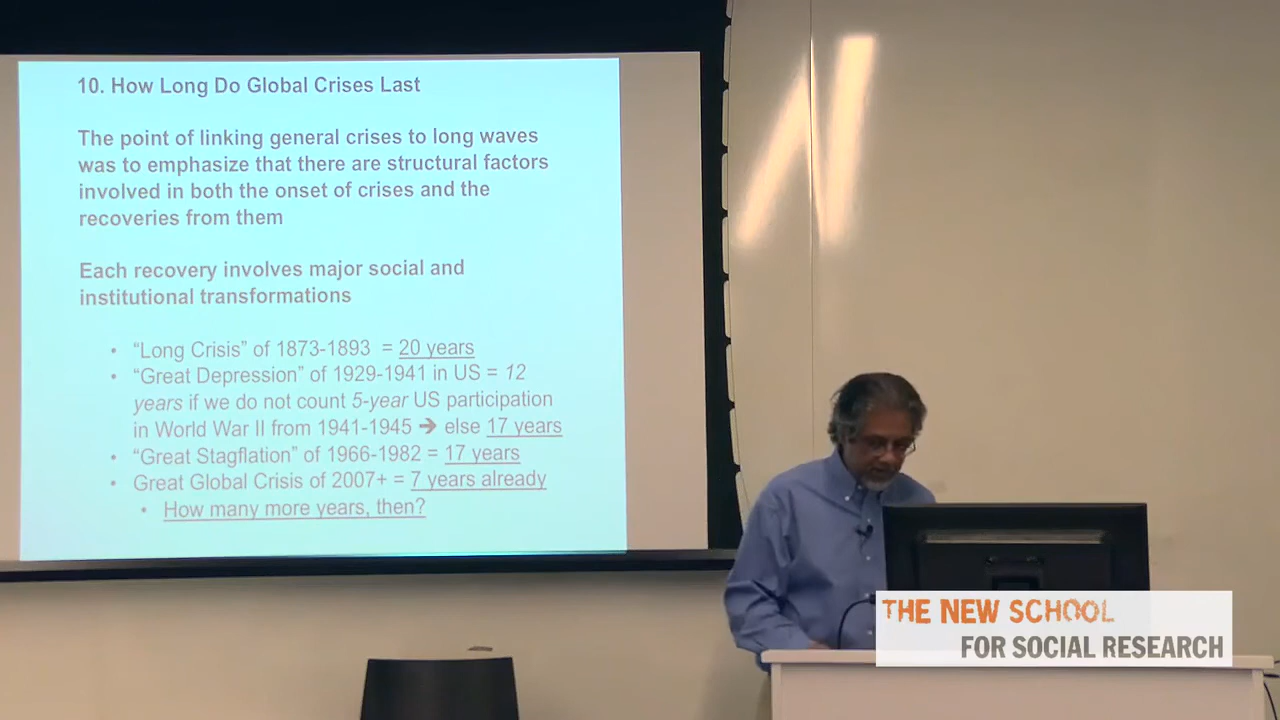 10. How Long Do Global Crises Last
The point of linking general crises to long waves
was to emphasize that there are structural factors
involved in both the onset of crises and the
recoveries from them
Each recovery involves major social and
institutional transformations
• “Long Crisis” of 1873-1893 = 20 years
• “Great Depression” of 1929-1941 in US = 12
years if we do not count 5-year US participation
in World War II from 1941-1945 ➔ else 17 years
• “Great Stagflation” of 1966-1982 = 17 years
• Great Global Crisis of 2007+ = 7 years already
• How many more years, then?
THE NEW SCHOOL
FOR SOCIAL RESEARCH